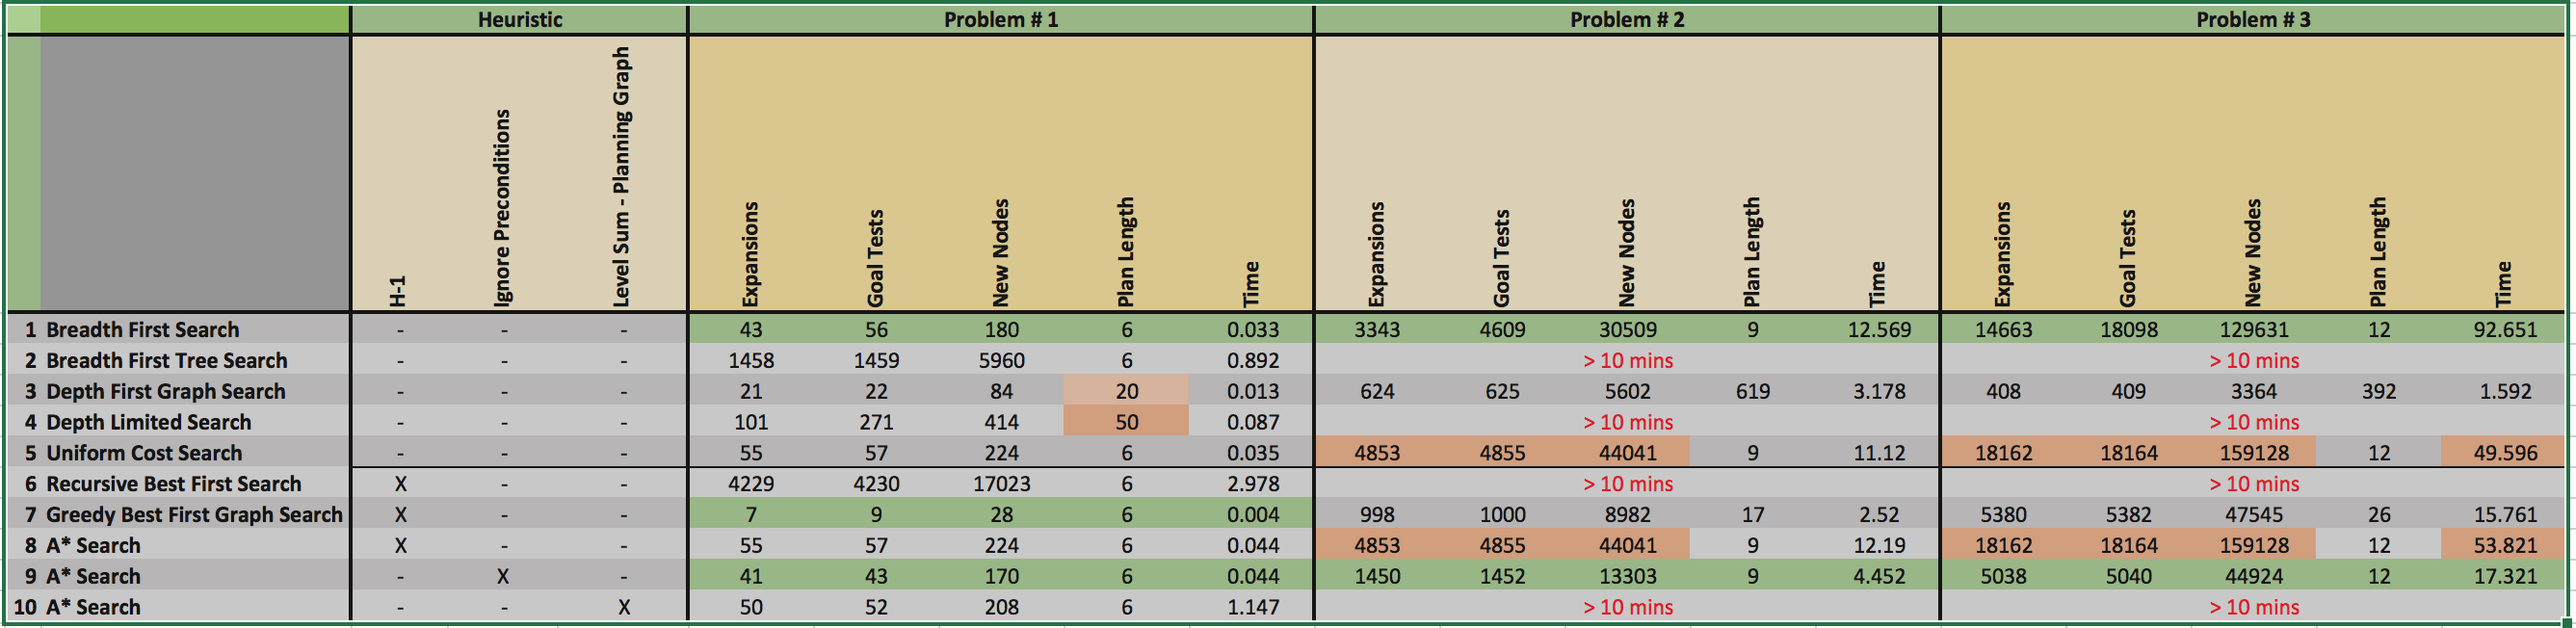 Heuristic Problem # 1 Problem # 2 Problem # 3
H-1 Ignore Preconditions Level Sum - Planning Graph Expansions Goal Tests New Nodes Plan Length Time Expansions Goal Tests New Nodes Plan Length Time Expansions Goal Tests New Nodes Plan Length Time
1 Breadth First Search - - - 43 56 180 6 0.033 3343 4609 30509 9 12.569 14663 18098 129631 12 92.651
2 Breadth First Tree Search - - - 1458 1459 5960 6 0.892 > 10 mins > 10 mins
3 Depth First Graph Search - - - 21 22 84 20 0.013 624 625 5602 619 3.178 408 409 3364 392 1.592
4 Depth Limited Search - - - 101 271 414 50 0.087 > 10 mins > 10 mins
5 Uniform Cost Search - - - 55 57 224 6 0.035 4853 4855 44041 9 11.12 18162 18164 159128 12 49.596
6 Recursive Best First Search X - - 4229 4230 17023 6 2.978 > 10 mins > 10 mins
7 Greedy Best First Graph Search X - - 7 9 28 6 0.004 998 1000 8982 17 2.52 5380 5382 47545 26 15.761
8 A* Search X - - 55 57 224 6 0.044 4853 4855 44041 9 12.19 18162 18164 159128 12 53.821
9 A* Search - X - 41 43 170 6 0.044 1450 1452 13303 9 4.452 5038 5040 44924 12 17.321
10 A* Search - - X 50 52 208 6 1.147 > 10 mins > 10 mins